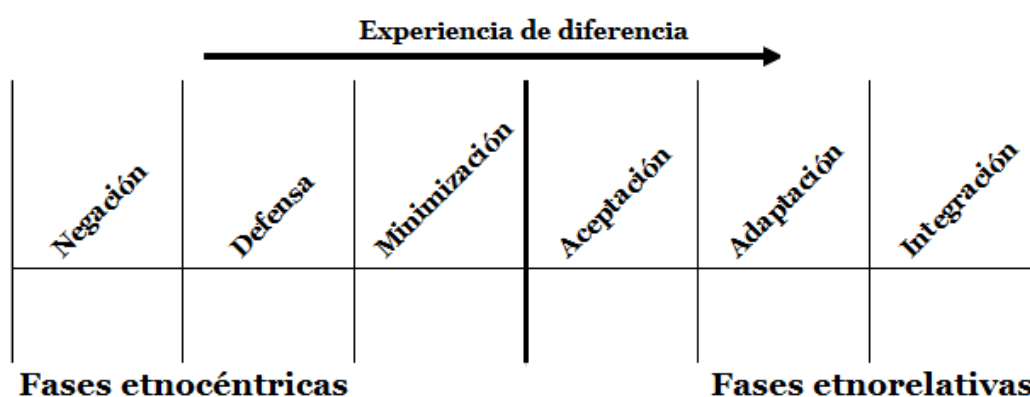 Experiencia de diferencia
Negación
Defensa
Minimización
Aceptación
Adaptación
Integración
Fases etnocéntricas
Fases etnorelativas